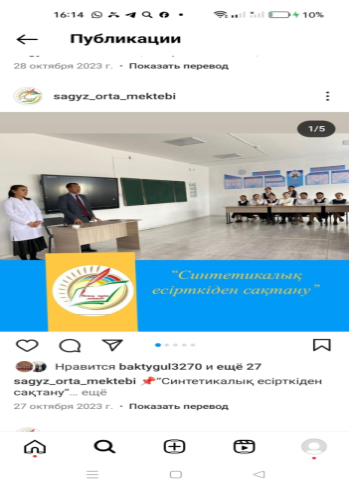 16:14
10%
Публикации
28 октября 2023 г. • Показать перевод
sagyz_orta_mektebi
1/5
"Синтетикалық
есірткіден сақтану"
Нравится baktygul3270 и ещё 27
sagyz_orta_mektebi 📌"Синтетикалық есірткіден
сақтану"... ещё
27 октября 2023 г. • Показать перевод